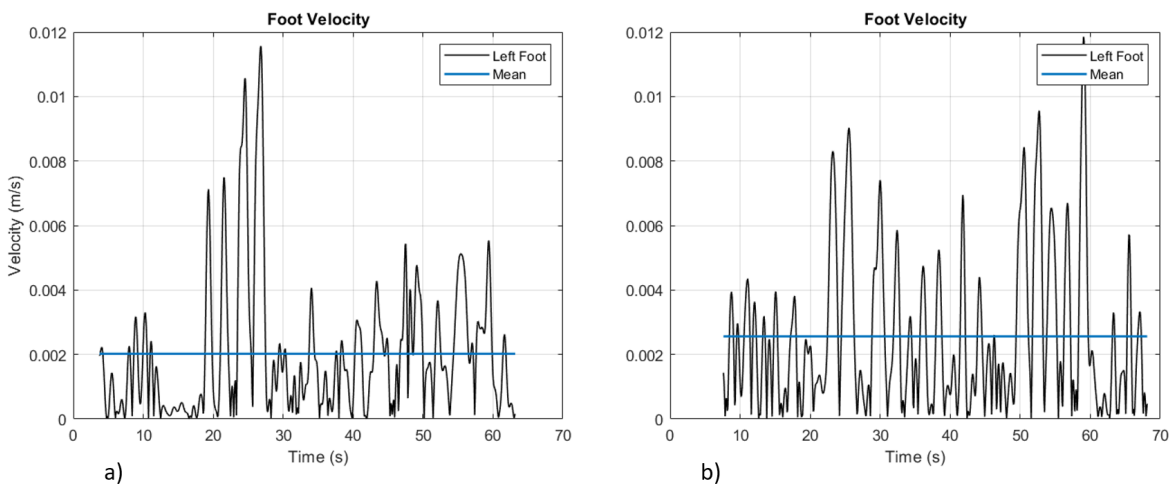 Foot Velocity
0.012
0.01
0.008
0.006
0.004
0.002
0
Velocity (m/s)
Left Foot
Mean
0 10 20 30 40 50 60 70
Time (s)
a)
Foot Velocity
0.012
0.01
0.008
0.006
0.004
0.002
0
Left Foot
Mean
0 10 20 30 40 50 60 70
Time (s)
b)